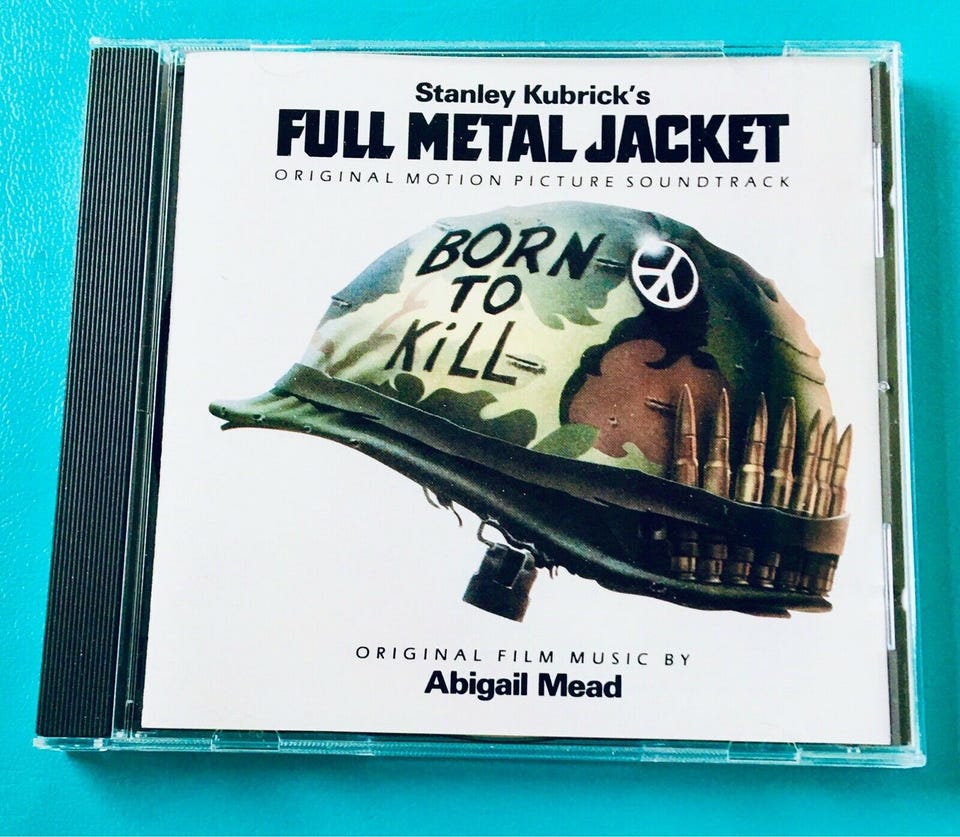 Stanley Kubrick's
FULL METAL JACKET
ORIGINAL MOTION PICTURE SOUNDTRACK
BORN
TO
KiLL
ORIGINAL FILM MUSIC BY
Abigail Mead